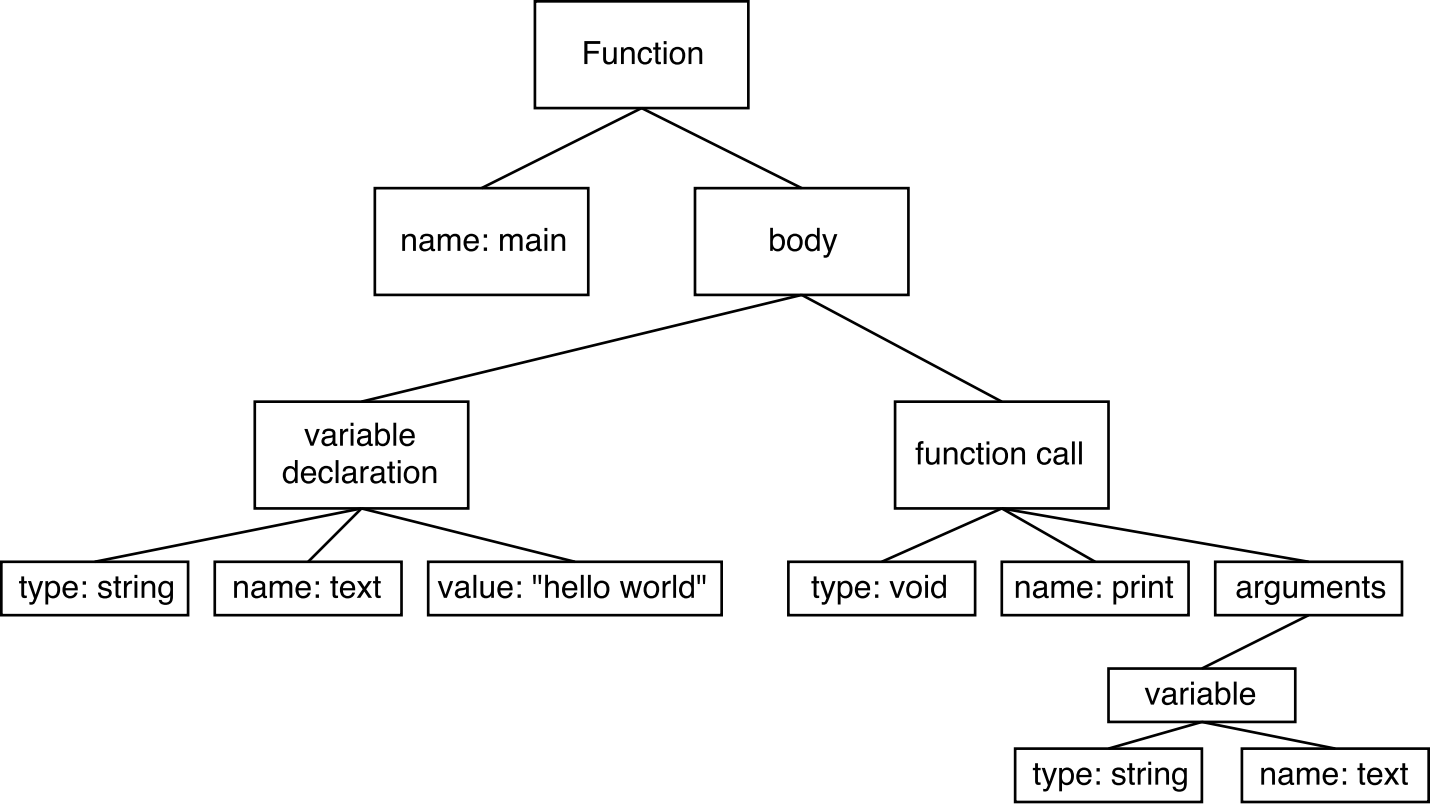 Function
name: main
body
variable
declaration
function call
type: string
name: text
value: "hello world"
type: void
name: print
arguments
variable
type: string
name: text